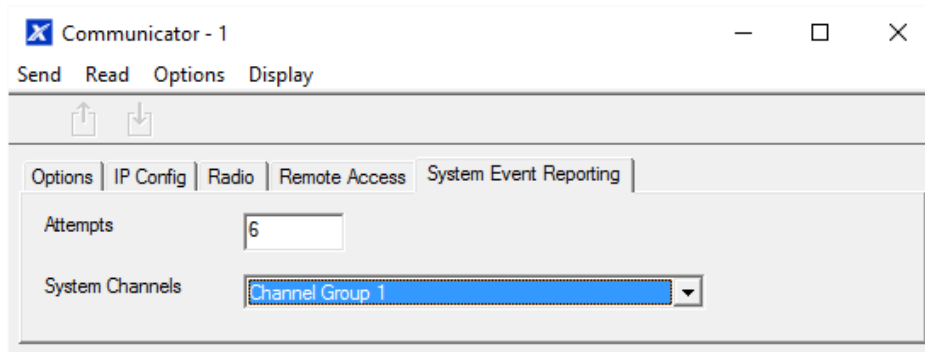 Communicator - 1
Send Read Options Display
Options IP Config Radio Remote Access System Event Reporting
Attempts 6
System Channels Channel Group 1